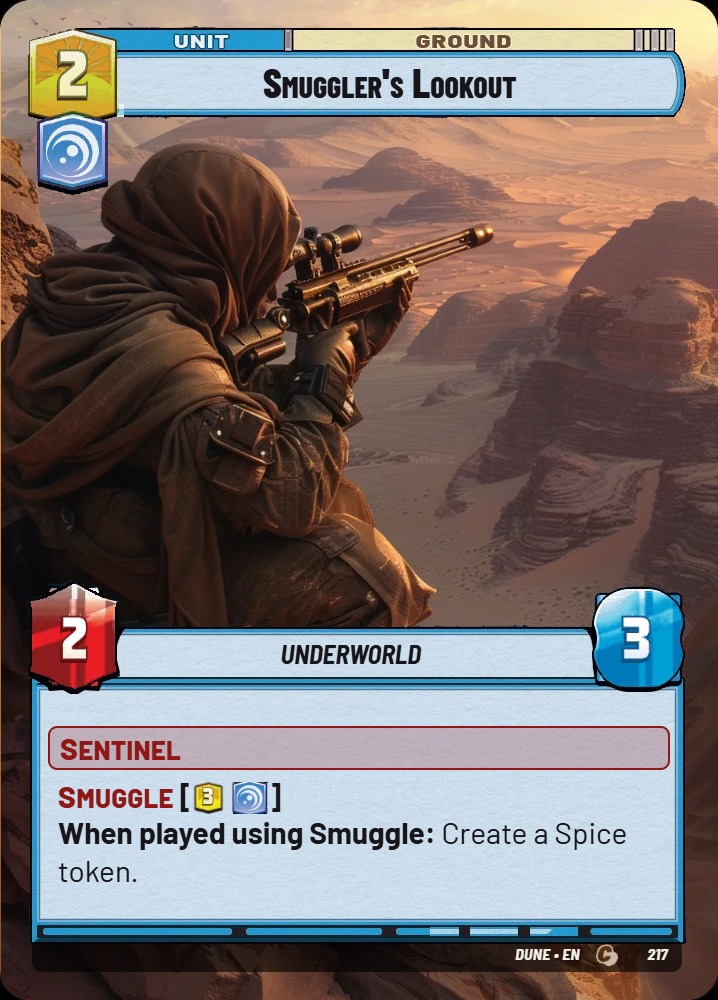 UNIT GROUND
2 Smuggler's Lookout
2 UNDERWORLD 3
SENTINEL
SMUGGLE [3 ]
When played using Smuggle: Create a Spice
token.
DUNE • EN C 217